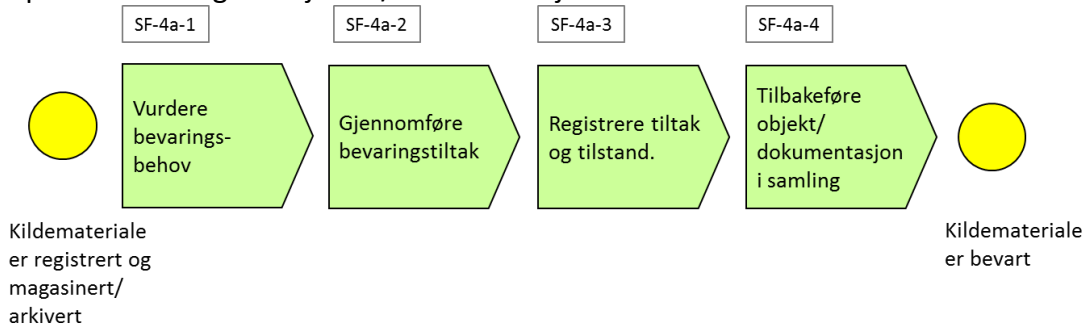 SF-4a-1
SF-4a-2
SF-4a-3
SF-4a-4
Vurdere
bevarings-
behov
Gjennomføre
bevaringstiltak
Registrere tiltak
og tilstand.
Tilbakeføre
objekt/
dokumentasjon
i samling
Kildemateriale
er registrert og
magasinert/
arkivert
Kildemateriale
er bevart